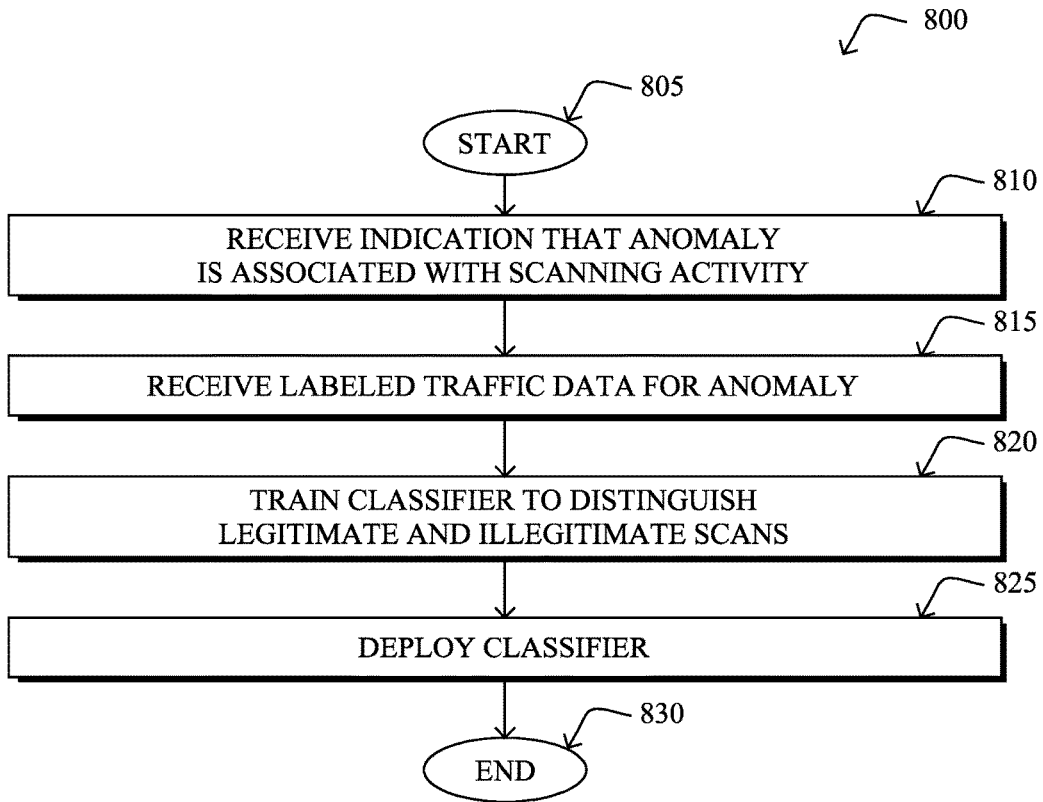 800
805
START
810
RECEIVE INDICATION THAT ANOMALY
IS ASSOCIATED WITH SCANNING ACTIVITY
815
RECEIVE LABELED TRAFFIC DATA FOR ANOMALY
820
TRAIN CLASSIFIER TO DISTINGUISH
LEGITIMATE AND ILLEGITIMATE SCANS
825
DEPLOY CLASSIFIER
830
END